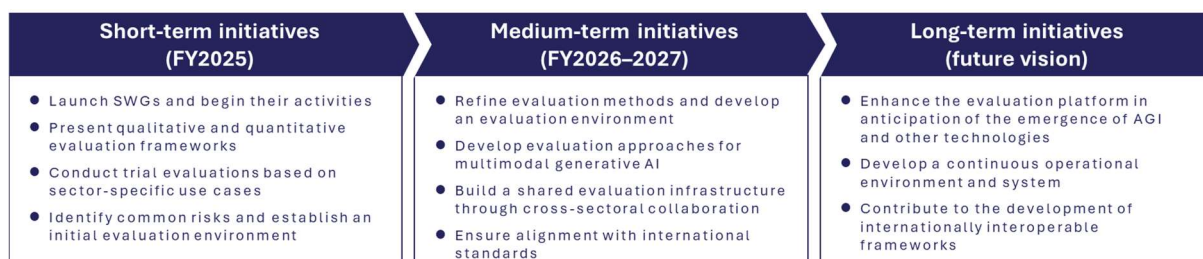 Short-term initiatives
(FY2025)
● Launch SWGs and begin their activities
● Present qualitative and quantitative
evaluation frameworks
● Conduct trial evaluations based on
sector-specific use cases
● Identify common risks and establish an
initial evaluation environment
Medium-term initiatives
(FY2026–2027)
● Refine evaluation methods and develop
an evaluation environment
● Develop evaluation approaches for
multimodal generative AI
● Build a shared evaluation infrastructure
through cross-sectoral collaboration
● Ensure alignment with international
standards
Long-term initiatives
(future vision)
● Enhance the evaluation platform in
anticipation of the emergence of AGI
and other technologies
● Develop a continuous operational
environment and system
● Contribute to the development of
internationally interoperable
frameworks